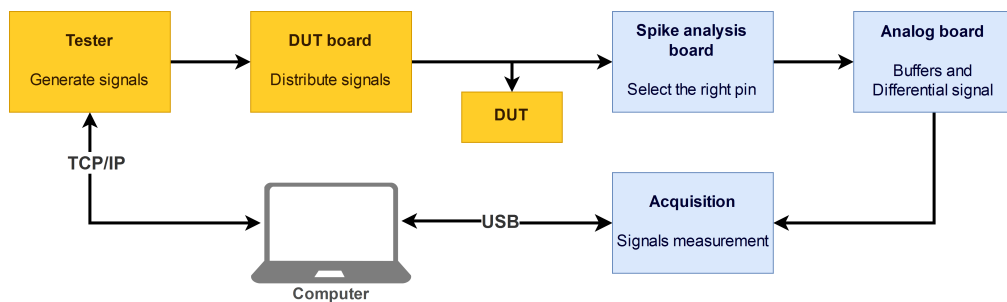 Tester
Generate signals
DUT board
Distribute signals
Spike analysis
board
Select the right pin
Analog board
Buffers and
Differential signal
DUT
TCP/IP
USB
Acquisition
Signals measurement
Computer